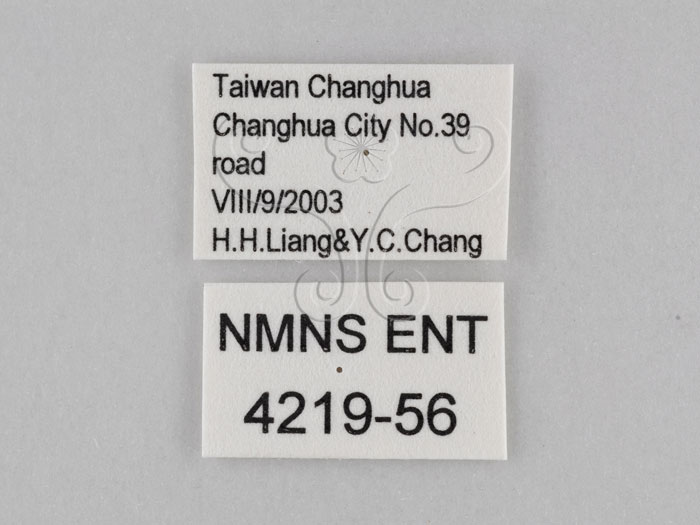 Taiwan Changhua
Changhua City No.39
road
VIII/9/2003
H.H.Liang&Y.C.Chang
NMNS ENT
4219-56